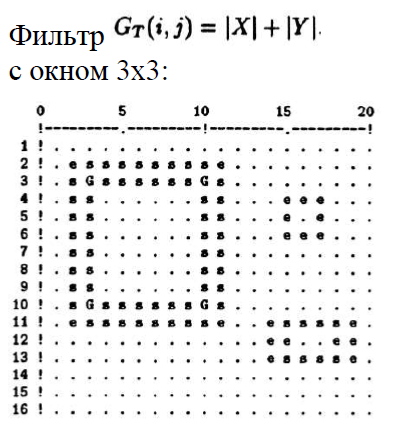 Фильтр G_T(i, j) = |X| + |Y|.
с окном 3х3:
0 5 10 15 20
!---------.---------!---------.---------!
1 ! . . . . . . . . . . . . . . . . . . . .
2 ! . e s s s s s s s s e . . . . . . . . .
3 ! . s G s s s s s s G s . . . . . . . . .
4 ! . s s . . . . . . s s . . . e e e . . .
5 ! . s s . . . . . . s s . . . e . e . . .
6 ! . s s . . . . . . s s . . . e e e . . .
7 ! . s s . . . . . . s s . . . . . . . . .
8 ! . s s . . . . . . s s . . . . . . . . .
9 ! . s s . . . . . . s s . . . . . . . . .
10 ! . s G s s s s s s G s . . . . . . . . .
11 ! . e s s s s s s s s e . . e s s s s e .
12 ! . . . . . . . . . . . . . e e . . e e .
13 ! . . . . . . . . . . . . . e s s s s e .
14 ! . . . . . . . . . . . . . . . . . . . .
15 ! . . . . . . . . . . . . . . . . . . . .
16 ! . . . . . . . . . . . . . . . . . . . .